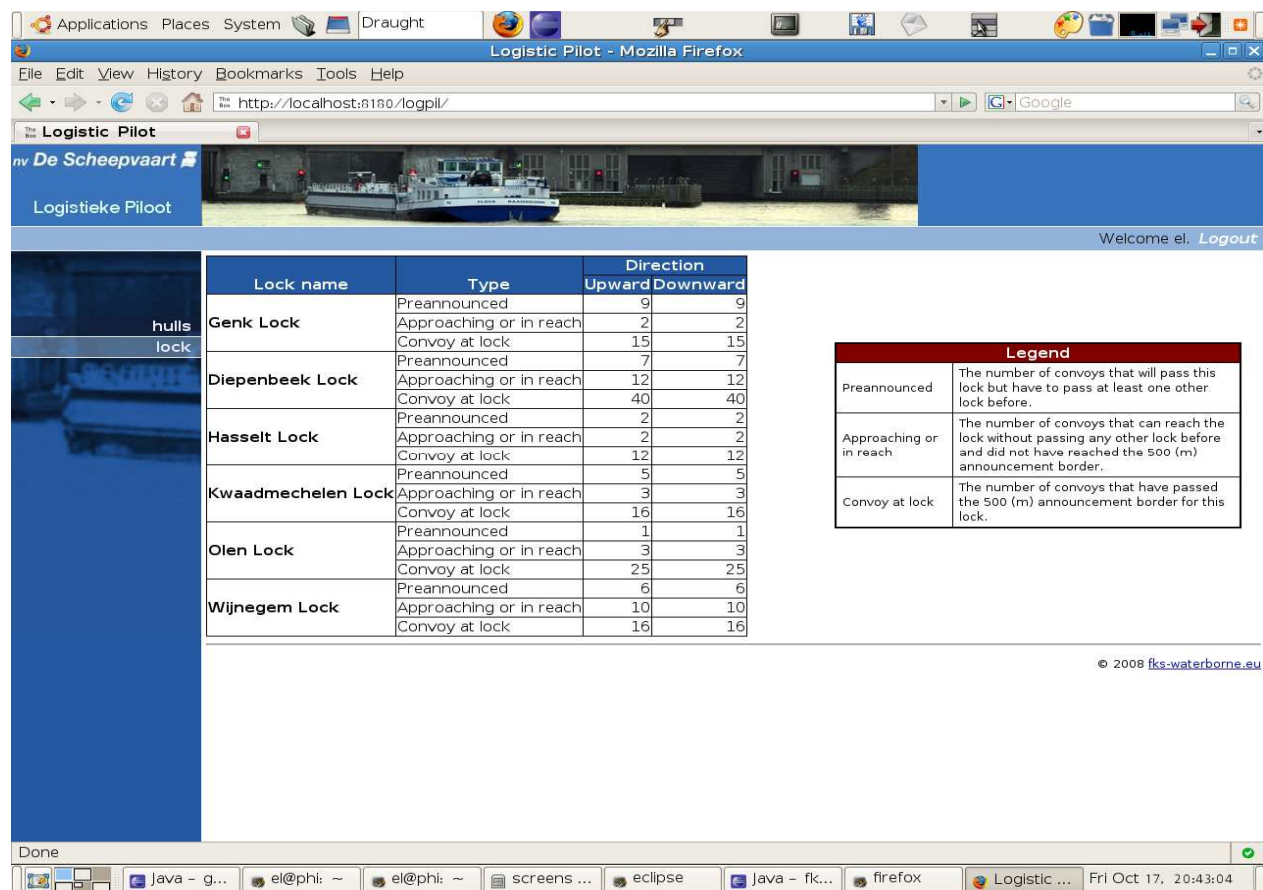 Applications Places System Draught
Logistic Pilot - Mozilla Firefox
File Edit View History Bookmarks Tools Help
http://localhost:8180/logpil/ Google
Logistic Pilot
nv De Scheepvaart
Logistieke Piloot
Welcome el. Logout
hulls
lock
Lock name Type Direction
Upward Downward
Genk Lock Preannounced 9 9
Approaching or in reach 2 2
Convoy at lock 15 15
Diepenbeek Lock Preannounced 7 7
Approaching or in reach 12 12
Convoy at lock 40 40
Hasselt Lock Preannounced 2 2
Approaching or in reach 2 2
Convoy at lock 12 12
Kwaadmechelen Lock Preannounced 5 5
Approaching or in reach 3 3
Convoy at lock 16 16
Olen Lock Preannounced 1 1
Approaching or in reach 3 3
Convoy at lock 25 25
Wijnegem Lock Preannounced 6 6
Approaching or in reach 10 10
Convoy at lock 16 16
Legend
Preannounced
The number of convoys that will pass this
lock but have to pass at least one other
lock before.
Approaching or
in reach
The number of convoys that can reach the
lock without passing any other lock before
and did not have reached the 500 (m)
announcement border.
Convoy at lock
The number of convoys that have passed
the 500 (m) announcement border for this
lock.
© 2008 fks-waterborne.eu
Done
Java - g... el@phi: ~ el@phi: ~ screens ... eclipse Java - fk... firefox Logistic ... Fri Oct 17, 20:43:04